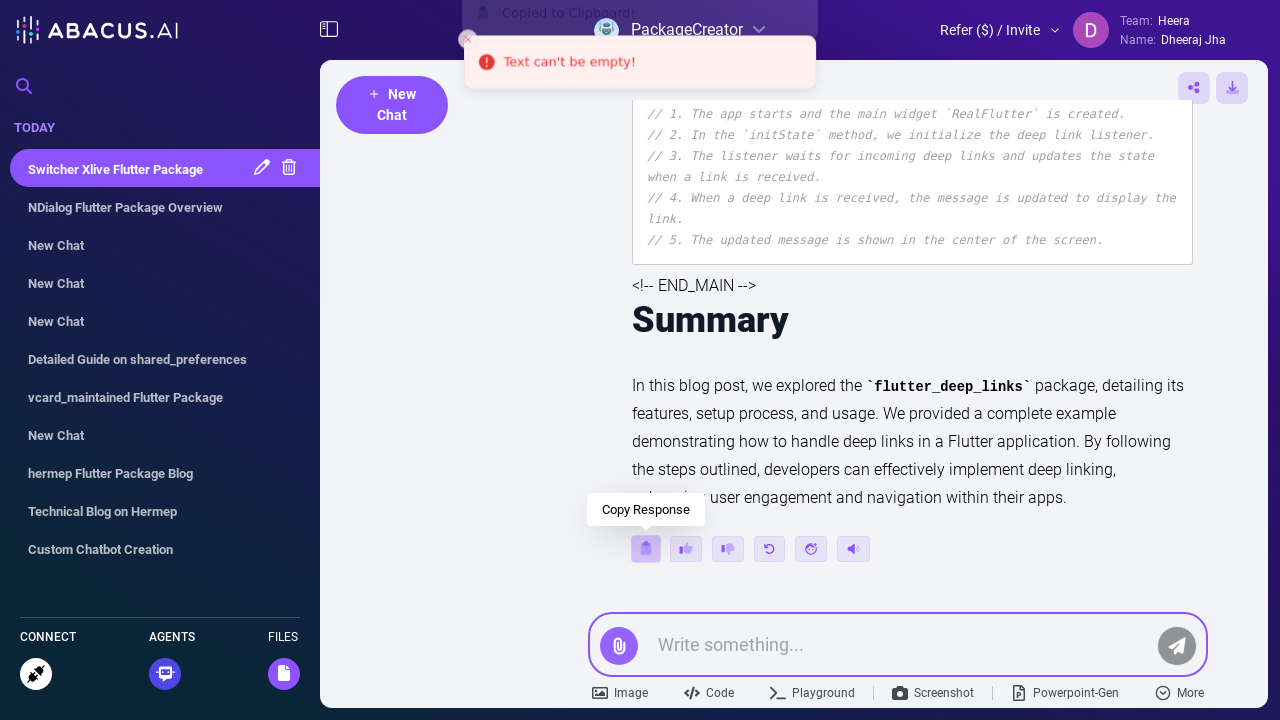 ABACUS.AI
Copied to Clipboard!
PackageCreator
Refer ($) / Invite
D
Team: Heera
Name: Dheeraj Jha
Text can't be empty!
TODAY
Switcher Xlive Flutter Package
NDialog Flutter Package Overview
New Chat
New Chat
New Chat
Detailed Guide on shared_preferences
vcard_maintained Flutter Package
New Chat
hermep Flutter Package Blog
Technical Blog on Hermep
Custom Chatbot Creation
CONNECT
AGENTS
FILES
+ New
Chat
// 1. The app starts and the main widget `RealFlutter` is created.
// 2. In the `initState` method, we initialize the deep link listener.
// 3. The listener waits for incoming deep links and updates the state
when a link is received.
// 4. When a deep link is received, the message is updated to display the
link.
// 5. The updated message is shown in the center of the screen.
<!-- END_MAIN -->
Summary
In this blog post, we explored the `flutter_deep_links` package, detailing its
features, setup process, and usage. We provided a complete example
demonstrating how to handle deep links in a Flutter application. By following
the steps outlined, developers can effectively implement deep linking,
user engagement and navigation within their apps.
Copy Response
Write something...
Image
Code
Playground
Screenshot
Powerpoint-Gen
More